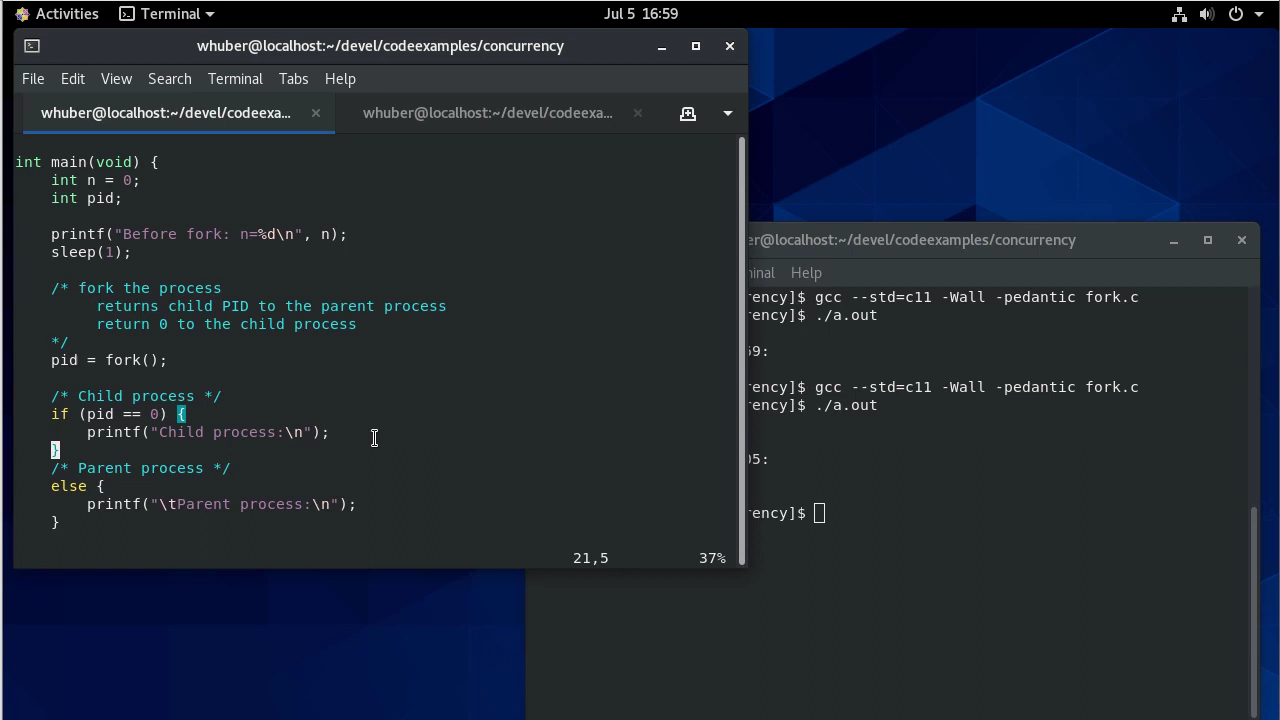 Activities Terminal Jul 5 16:59
whuber@localhost:~/devel/codeexamples/concurrency
File Edit View Search Terminal Tabs Help
whuber@localhost:~/devel/codeexa... whuber@localhost:~/devel/codeexa...
int main(void) {
    int n = 0;
    int pid;
    printf("Before fork: n=%d\n", n);
    sleep(1);
    /* fork the process
         returns child PID to the parent process
         return 0 to the child process
    */
    pid = fork();
    /* Child process */
    if (pid == 0) {
        printf("Child process:\n");
    }
    /* Parent process */
    else {
        printf("\tParent process:\n");
    }
21,5 37%
er@localhost:~/devel/codeexamples/concurrency
Help
rency]$ gcc --std=c11 -Wall -pedantic fork.c
rency]$ ./a.out
69:
rency]$ gcc --std=c11 -Wall -pedantic fork.c
rency]$ ./a.out
05:
rency]$